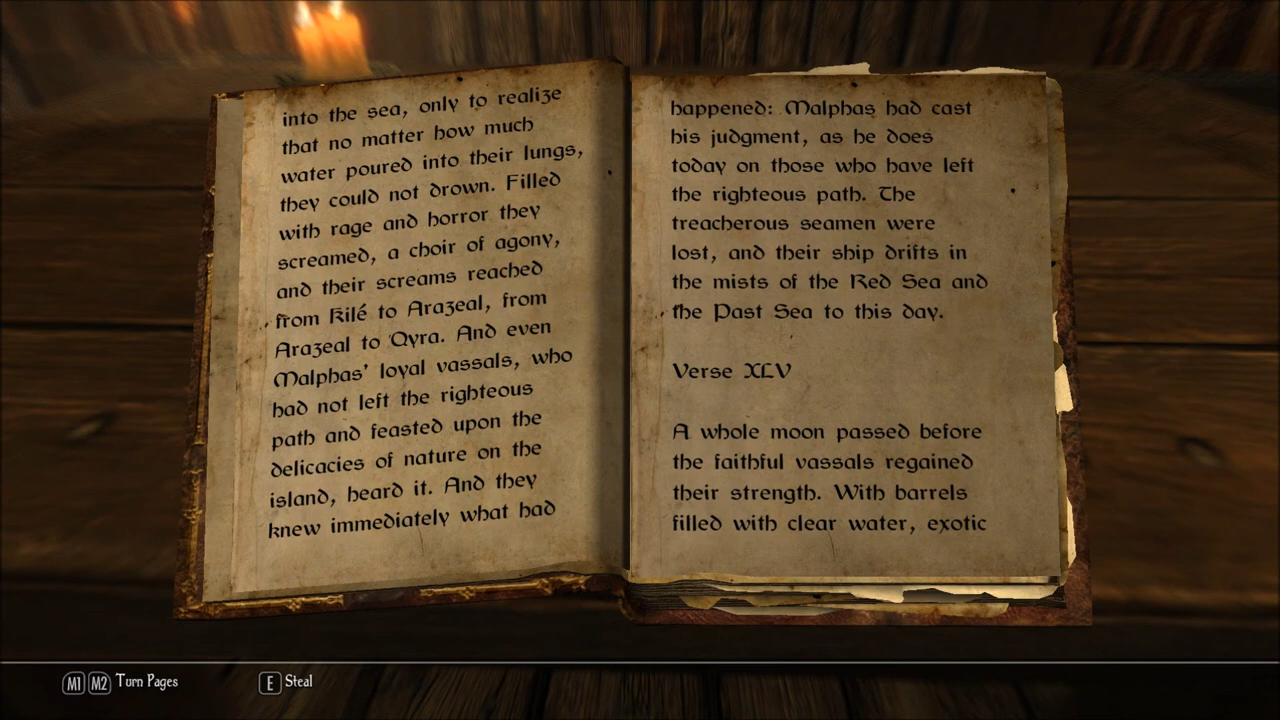 into the sea, only to realize
that no matter how much
water poured into their lungs,
they could not drown. Filled
with rage and horror they
screamed, a choir of agony,
and their screams reached
from Kilé to Arazeal, from
Arazeal to Qyra. And even
Malphas' loyal vassals, who
had not left the righteous
path and feasted upon the
delicacies of nature on the
island, heard it. And they
knew immediately what had
happened: Malphas had cast
his judgment, as he does
today on those who have left
the righteous path. The
treacherous seamen were
lost, and their ship drifts in
the mists of the Red Sea and
the Past Sea to this day.
Verse XLV
A whole moon passed before
the faithful vassals regained
their strength. With barrels
filled with clear water, exotic
M1 M2 Turn Pages
E Steal